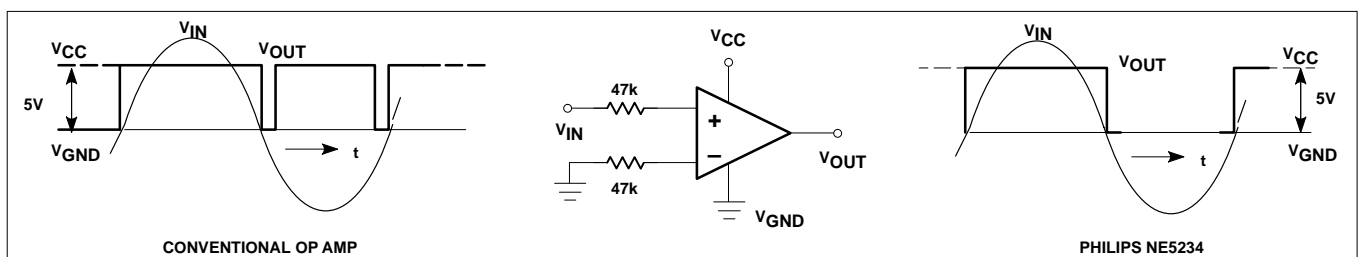 VIN
VCC
VOUT
5V
VGND
t
CONVENTIONAL OP AMP
VCC
47k
VIN
+
−
VOUT
47k
VGND
VIN
VCC
VOUT
5V
VGND
t
PHILIPS NE5234